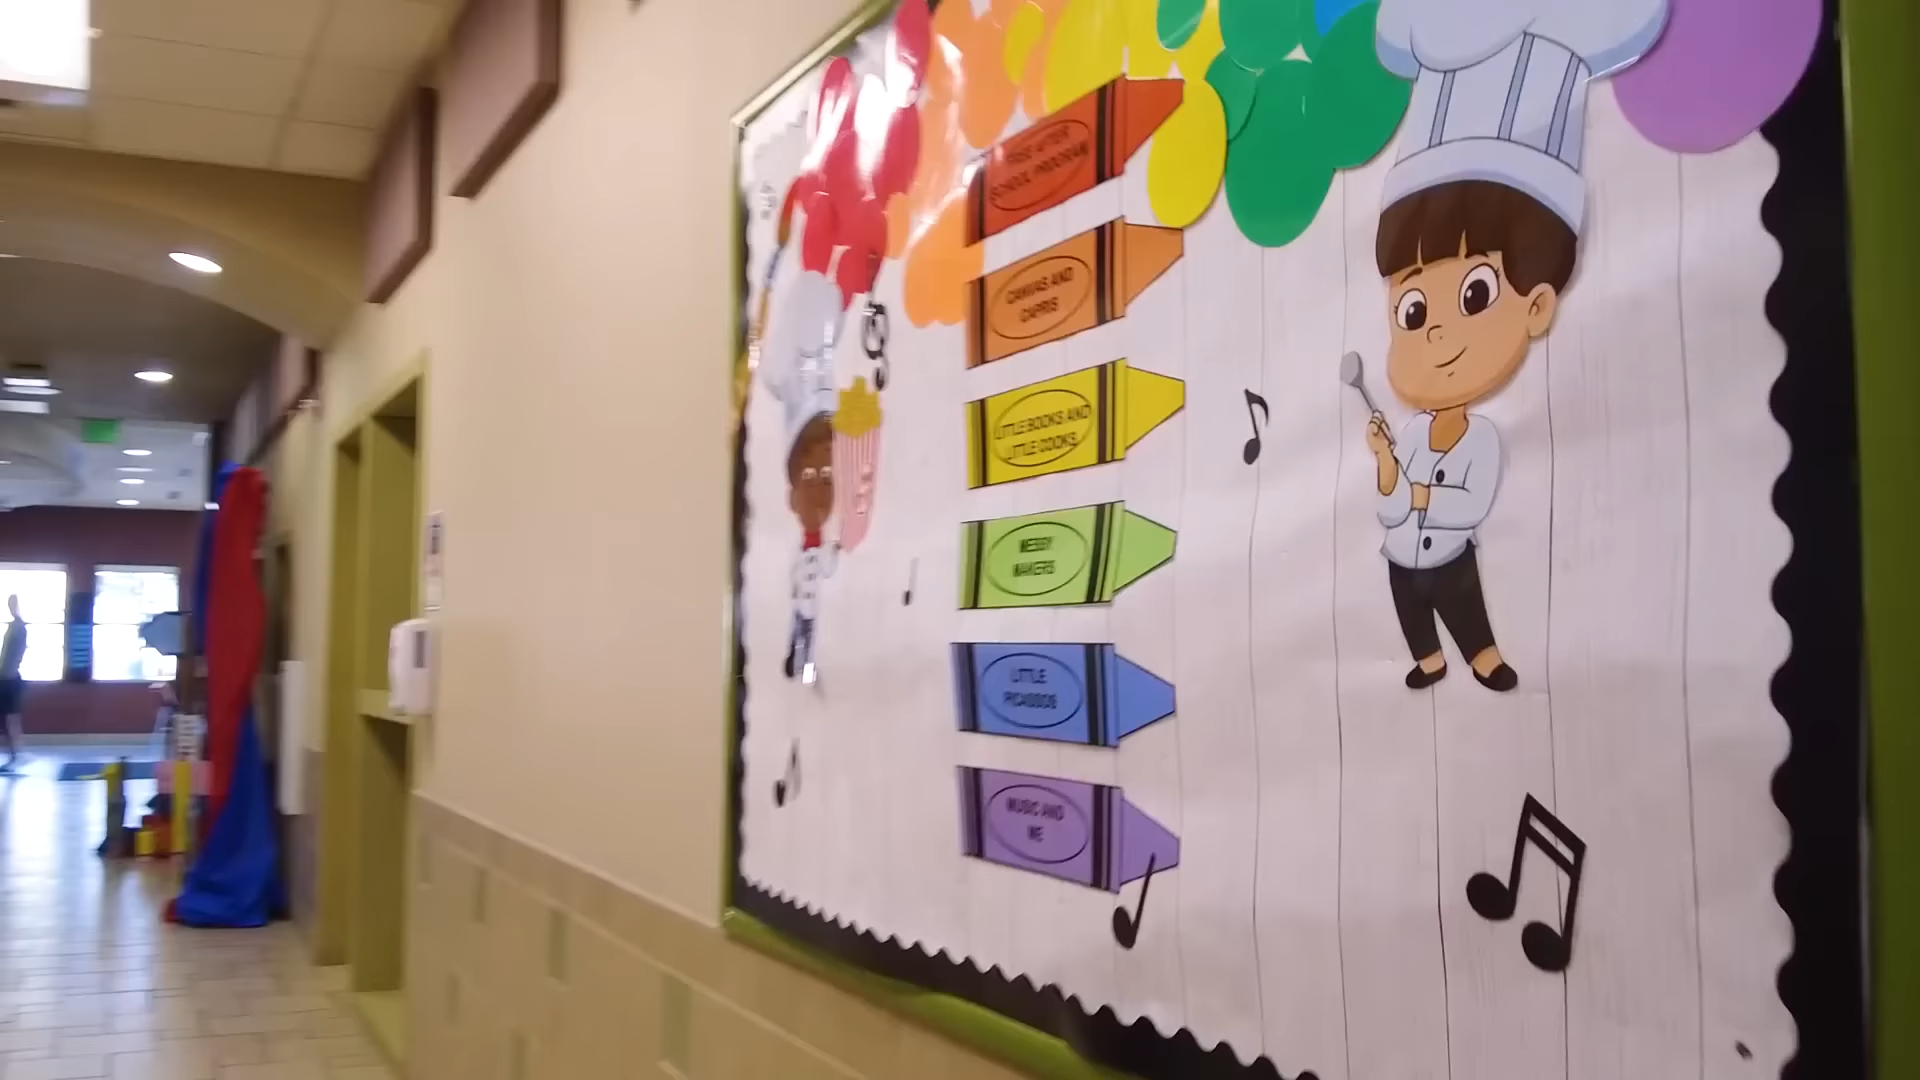 FREE AFTER
SCHOOL PROGRAM
CANVAS AND
CAPRIS
LITTLE BOOKS AND
LITTLE COOKS
MESSY
MAKERS
LITTLE
PICASSOS
MUSIC AND
ME